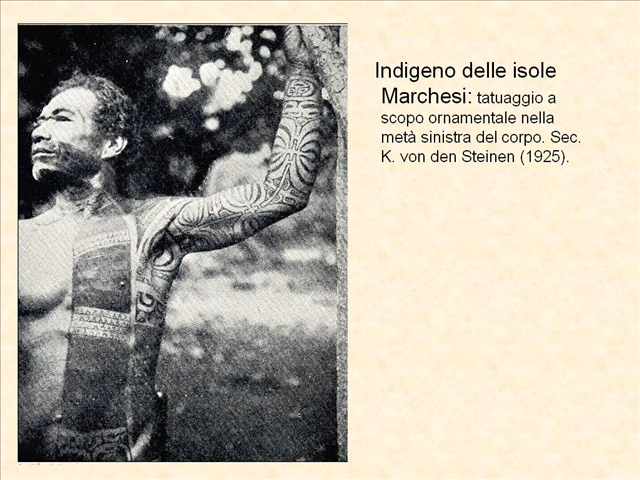 Indigeno delle isole
Marchesi: tatuaggio a
scopo ornamentale nella
metà sinistra del corpo. Sec.
K. von den Steinen (1925).